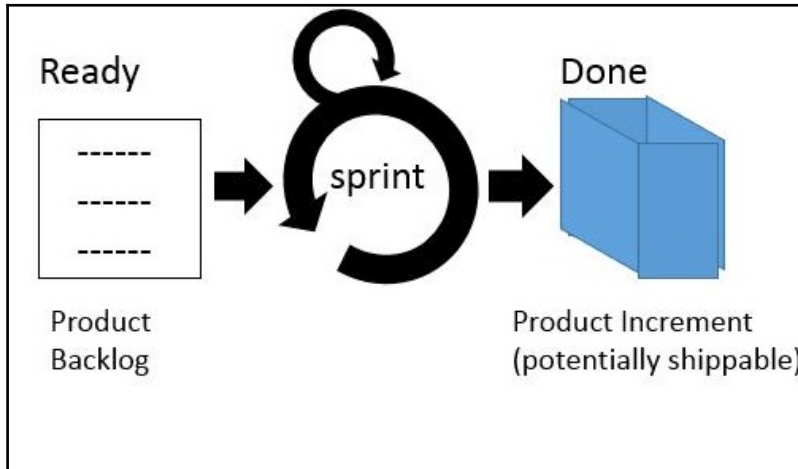 Ready
Done
------
------
------
sprint
Product
Backlog
Product Increment
(potentially shippable)